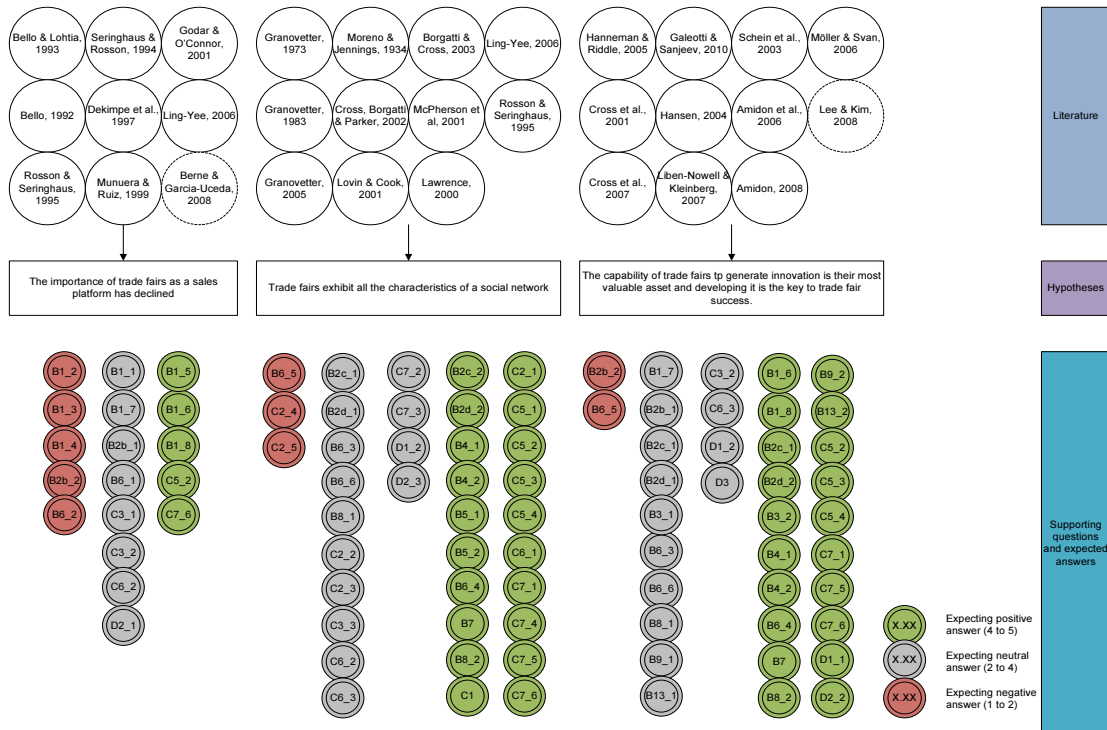 Bello & Lohtia,
1993
Seringhaus &
Rosson, 1994
Godar &
O'Connor,
2001
Bello, 1992
Dekimpe et al.,
1997
Ling-Yee, 2006
Rosson &
Seringhaus,
1995
Munuera &
Ruiz, 1999
Berne &
Garcia-Uceda,
2008
Granovetter,
1973
Moreno &
Jennings, 1934
Borgatti &
Cross, 2003
Ling-Yee, 2006
Granovetter,
1983
Cross, Borgatti
& Parker, 2002
McPherson et
al, 2001
Rosson &
Seringhaus,
1995
Granovetter,
2005
Lovin & Cook,
2001
Lawrence,
2000
Hanneman &
Riddle, 2005
Galeotti &
Sanjeev, 2010
Schein et al.,
2003
Möller & Svan,
2006
Cross et al.,
2001
Hansen, 2004
Amidon et al.,
2006
Lee & Kim,
2008
Cross et al.,
2007
Liben-Nowell &
Kleinberg,
2007
Amidon, 2008
Literature
The importance of trade fairs as a sales
platform has declined
Trade fairs exhibit all the characteristics of a social network
The capability of trade fairs tp generate innovation is their most
valuable asset and developing it is the key to trade fair
success.
Hypotheses
B1_2
B1_3
B1_4
B2b_2
B6_2
B1_1
B1_7
B2b_1
B6_1
C3_1
C3_2
C6_2
D2_1
B1_5
B1_6
B1_8
C5_2
C7_6
B6_5
C2_4
C2_5
B2c_1
B2d_1
B6_3
B6_6
B8_1
C2_2
C2_3
C3_3
C6_2
C6_3
C7_2
C7_3
D1_2
D2_3
B2c_2
B2d_2
B4_1
B4_2
B5_1
B5_2
B6_4
B7
B8_2
C1
C2_1
C5_1
C5_2
C5_3
C5_4
C6_1
C7_1
C7_4
C7_5
C7_6
B2b_2
B6_5
B1_7
B2b_1
B2c_1
B2d_1
B3_1
B6_3
B6_6
B8_1
B9_1
B13_1
C3_2
C6_3
D1_2
D3
B1_6
B1_8
B2c_1
B2d_2
B3_2
B4_1
B4_2
B6_4
B7
B8_2
B9_2
B13_2
C5_2
C5_3
C5_4
C7_1
C7_5
C7_6
D1_1
D2_2
Supporting
questions
and expected
answers
X.XX
Expecting positive
answer (4 to 5)
X.XX
Expecting neutral
answer (2 to 4)
X.XX
Expecting negative
answer (1 to 2)